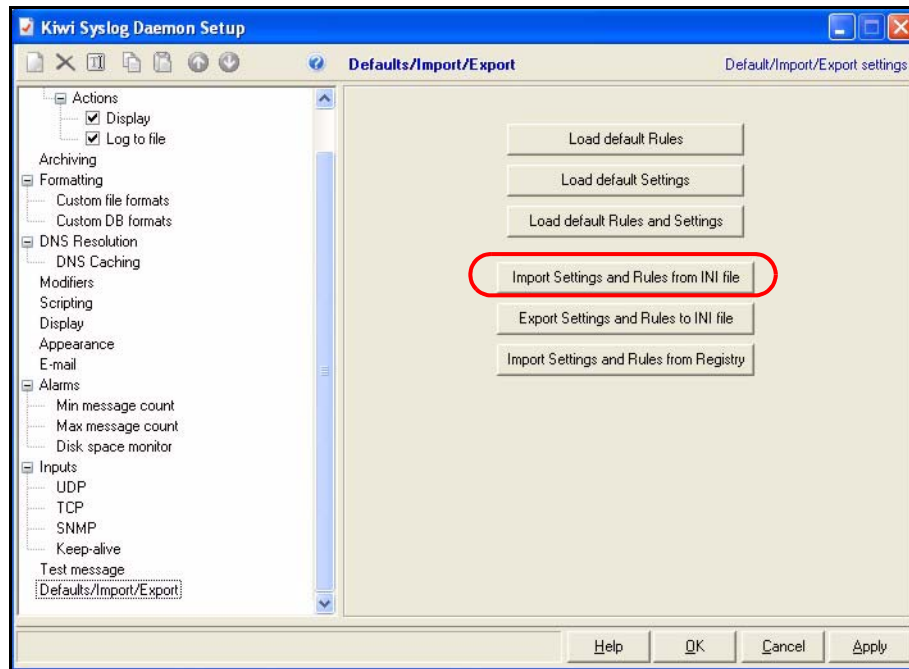 Kiwi Syslog Daemon Setup
Defaults/Import/Export
Default/Import/Export settings
Actions
Display
Log to file
Archiving
Formatting
Custom file formats
Custom DB formats
DNS Resolution
DNS Caching
Modifiers
Scripting
Display
Appearance
E-mail
Alarms
Min message count
Max message count
Disk space monitor
Inputs
UDP
TCP
SNMP
Keep-alive
Test message
Defaults/Import/Export
Load default Rules
Load default Settings
Load default Rules and Settings
Import Settings and Rules from INI file
Export Settings and Rules to INI file
Import Settings and Rules from Registry
Help
OK
Cancel
Apply